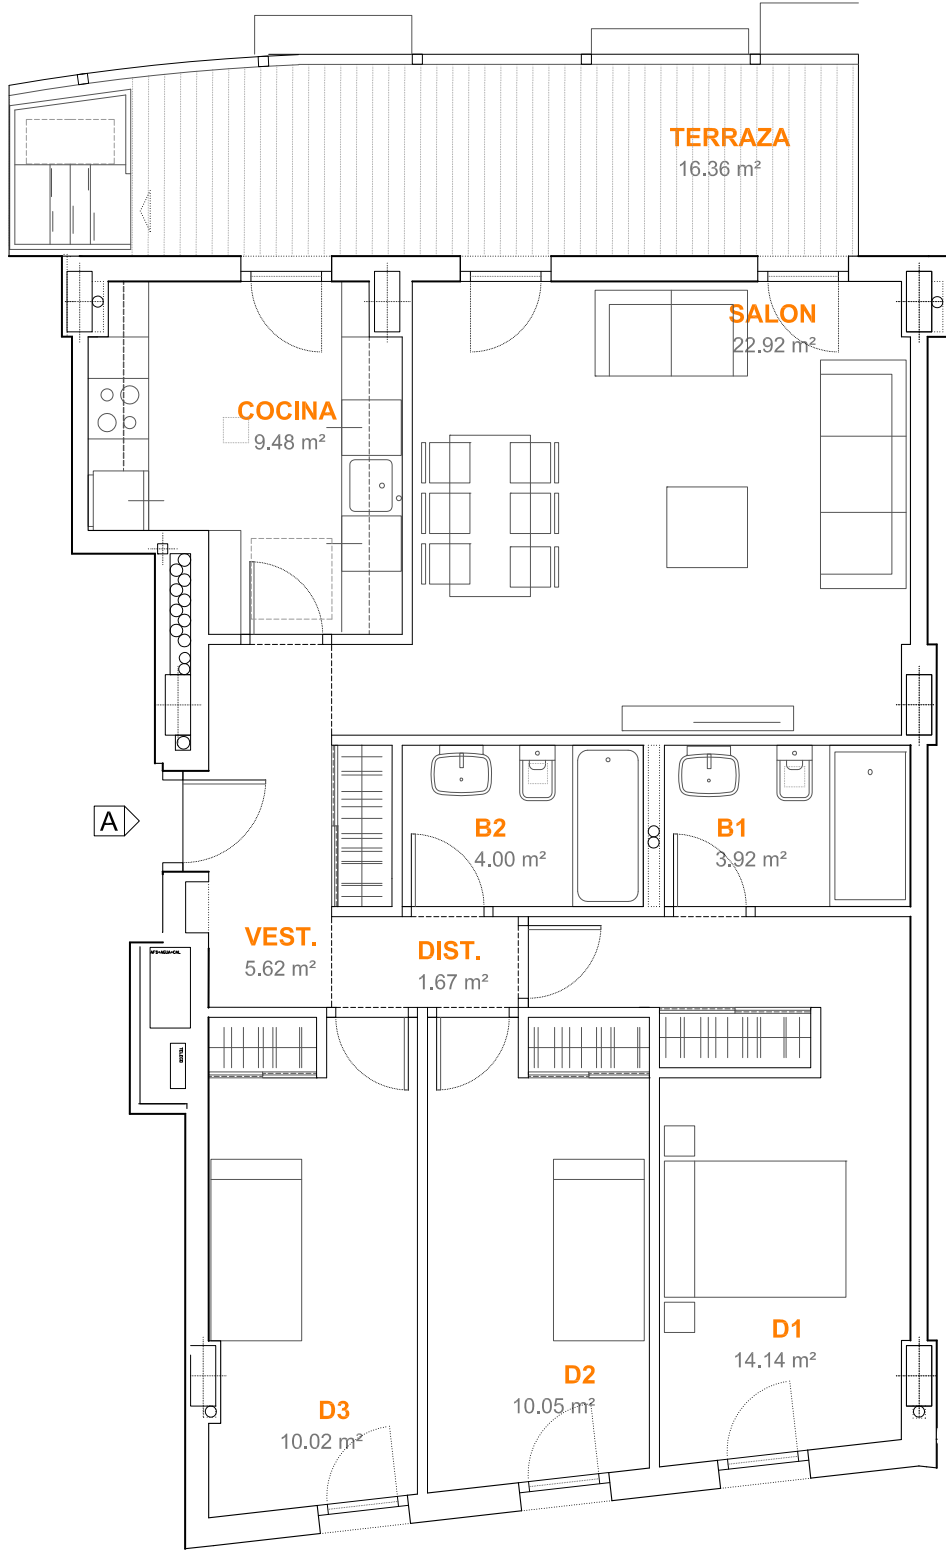 TERRAZA
16.36 m²
SALON
22.92 m²
COCINA
9.48 m²
A
B2
4.00 m²
B1
3.92 m²
VEST.
5.62 m²
DIST.
1.67 m²
TELECO
D1
14.14 m²
D2
10.05 m²
D3
10.02 m²